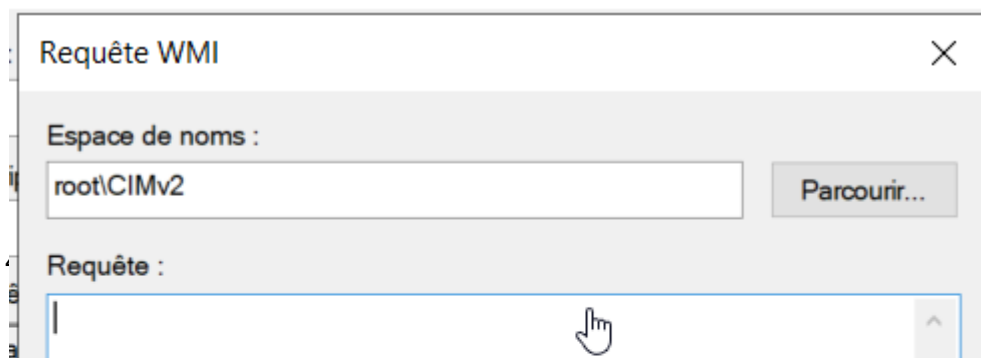 Requête WMI
Espace de noms :
root\CIMv2
Parcourir...
Requête :